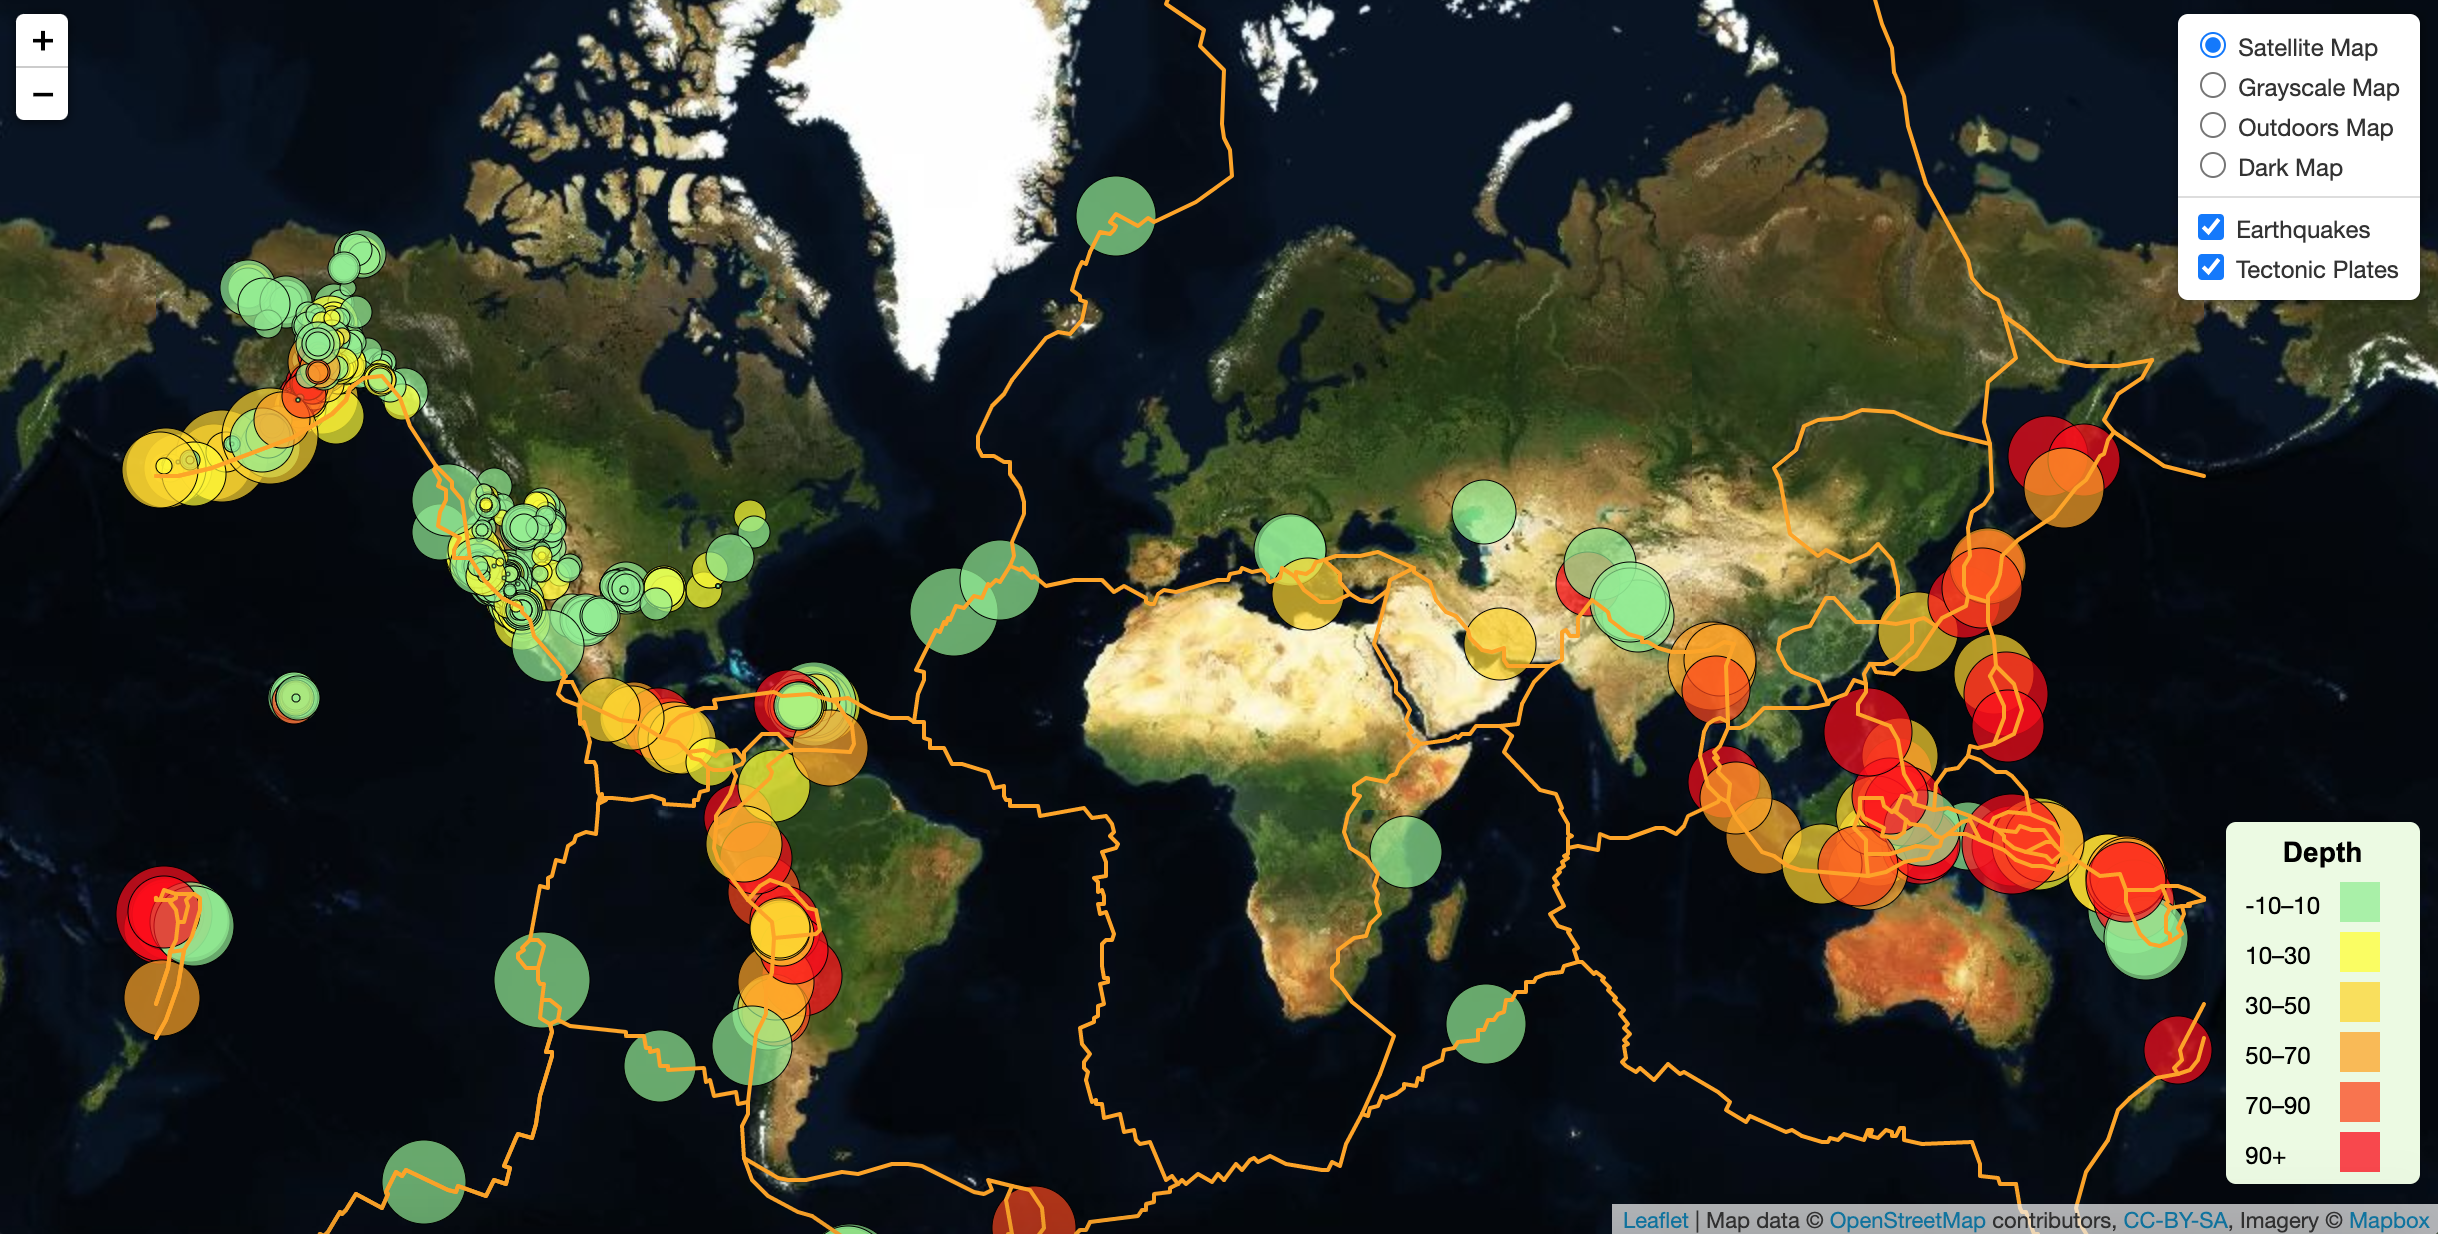 +
−
Satellite Map
Grayscale Map
Outdoors Map
Dark Map
Earthquakes
Tectonic Plates
Depth
-10–10
10–30
30–50
50–70
70–90
90+
Leaflet | Map data © OpenStreetMap contributors, CC-BY-SA, Imagery © Mapbox